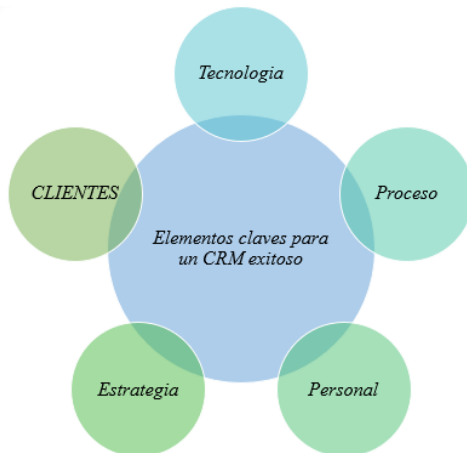 Tecnologia
CLIENTES
Proceso
Elementos claves para
un CRM exitoso
Estrategia
Personal